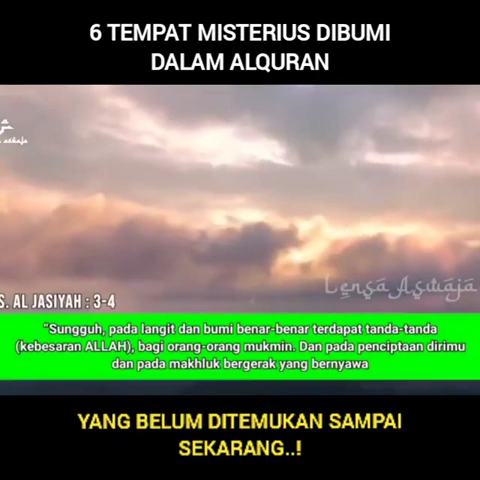 6 TEMPAT MISTERIUS DIBUMI
DALAM ALQURAN
Lensa Aswaja
S. AL JASIYAH : 3-4
"Sungguh, pada langit dan bumi benar-benar terdapat tanda-tanda
(kebesaran ALLAH), bagi orang-orang mukmin. Dan pada penciptaan dirimu
dan pada makhluk bergerak yang bernyawa
YANG BELUM DITEMUKAN SAMPAI
SEKARANG..!